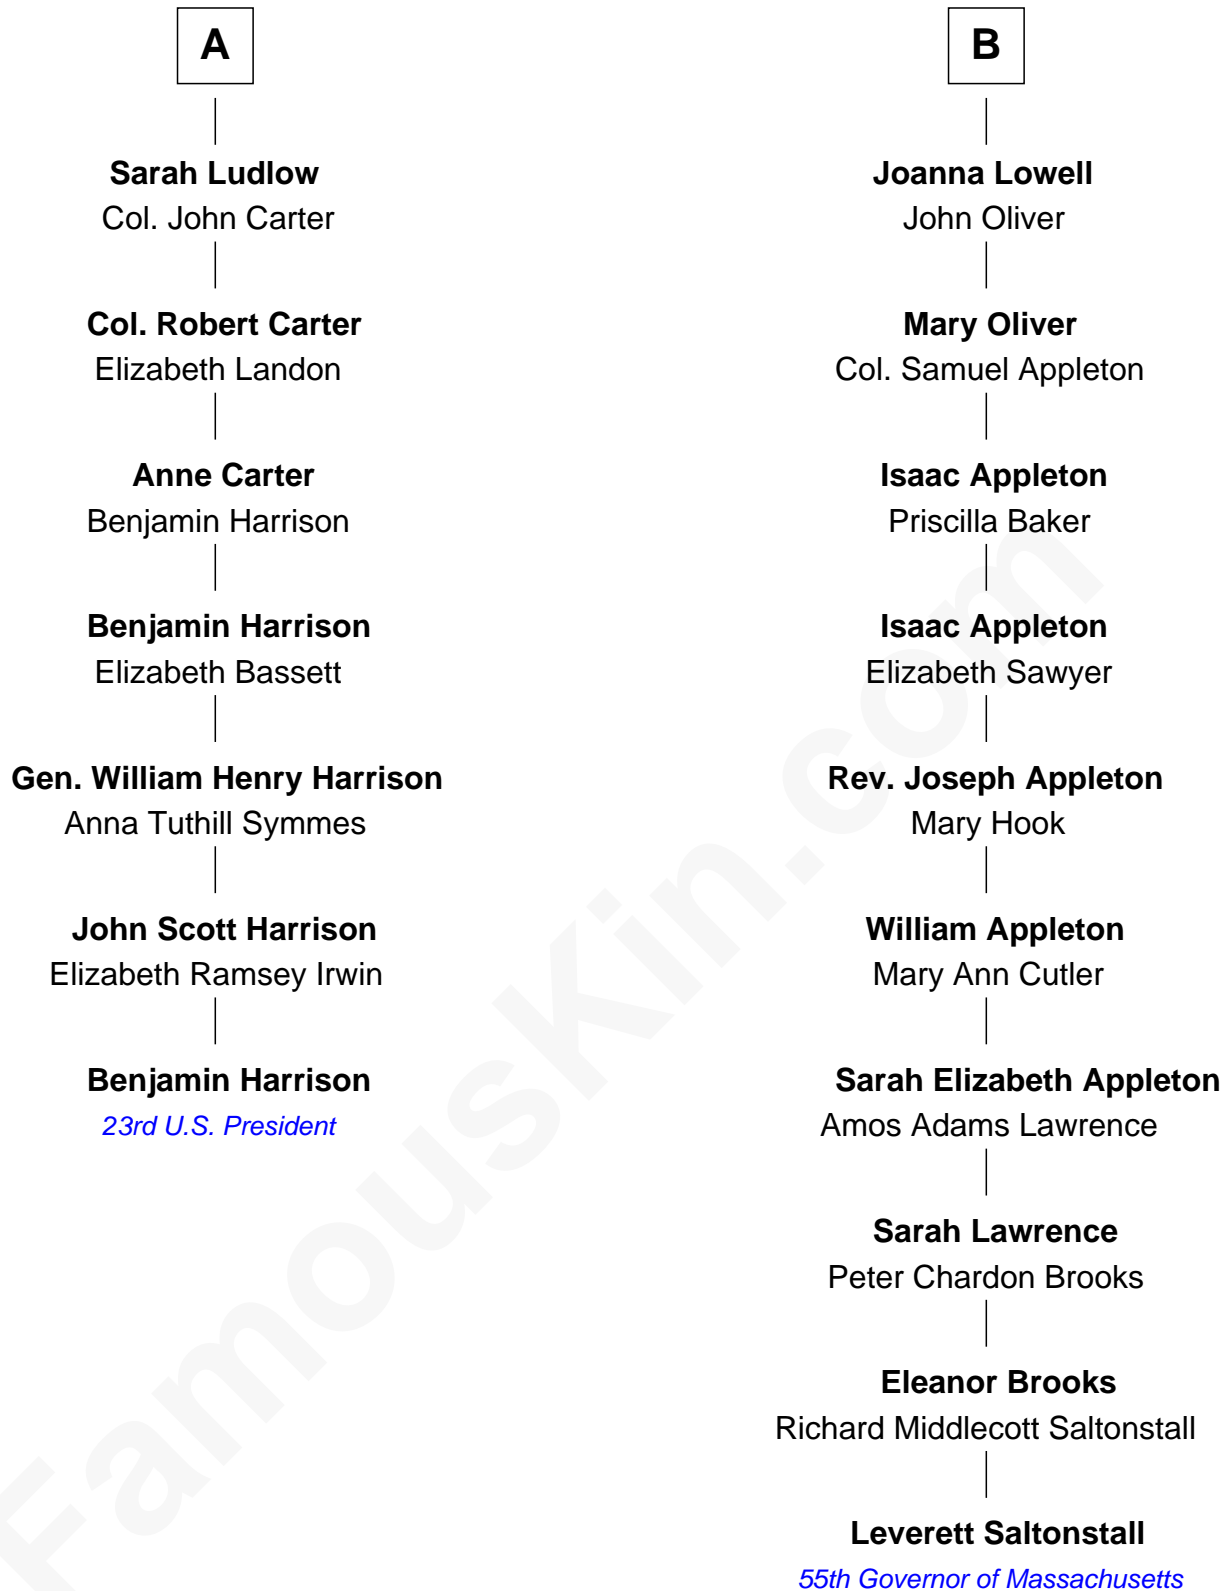 A
Sarah Ludlow
Col. John Carter
Col. Robert Carter
Elizabeth Landon
Anne Carter
Benjamin Harrison
Benjamin Harrison
Elizabeth Bassett
Gen. William Henry Harrison
Anna Tuthill Symmes
John Scott Harrison
Elizabeth Ramsey Irwin
Benjamin Harrison
23rd U.S. President
B
Joanna Lowell
John Oliver
Mary Oliver
Col. Samuel Appleton
Isaac Appleton
Priscilla Baker
Isaac Appleton
Elizabeth Sawyer
Rev. Joseph Appleton
Mary Hook
William Appleton
Mary Ann Cutler
Sarah Elizabeth Appleton
Amos Adams Lawrence
Sarah Lawrence
Peter Chardon Brooks
Eleanor Brooks
Richard Middlecott Saltonstall
Leverett Saltonstall
55th Governor of Massachusetts
FamousKin.com